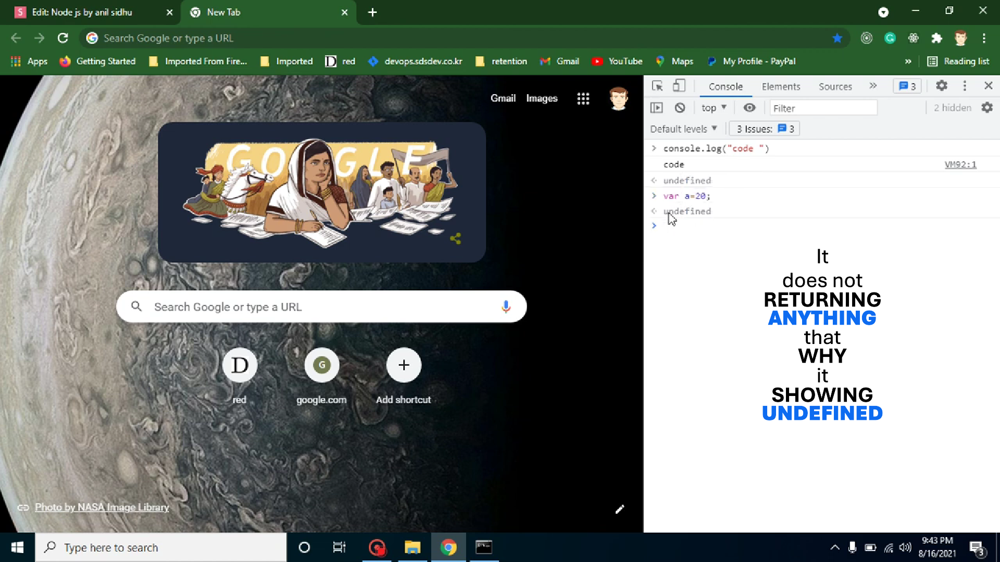 S Edit: Node js by anil sidhu
New Tab
Search Google or type a URL
Apps Getting Started Imported From Fire... Imported D red devops.sdsdev.co.kr retention Gmail YouTube Maps My Profile - PayPal » Reading list
Gmail Images
GOOGLE
Search Google or type a URL
D G
red google.com Add shortcut
Photo by NASA Image Library
Console Elements Sources » 3
top Filter 2 hidden
Default levels 3 Issues: 3
console.log("code ")
code VM92:1
undefined
var a=20;
undefined
It
does not
RETURNING
ANYTHING
that
WHY
it
SHOWING
UNDEFINED
Type here to search
9:43 PM
8/16/2021
3